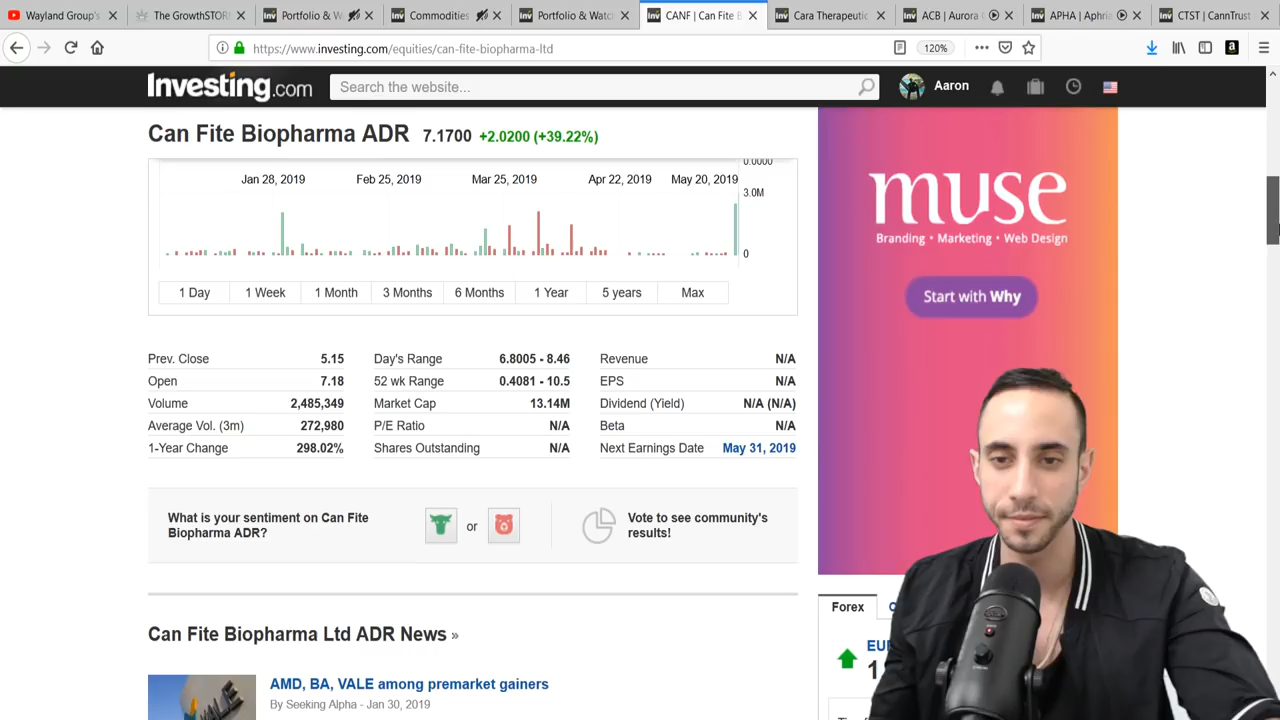 Youtube Wayland Group's
The GrowthSTOR
Portfolio & W
Commodities
Portfolio & Watc
CANF | Can Fite B
Cara Therapeutic
ACB | Aurora
APHA | Aphri
CTST | CannTrust
https://www.investing.com/equities/can-fite-biopharma-ltd
120%
Investing.com
Search the website...
Aaron
Can Fite Biopharma ADR 7.1700 +2.0200 (+39.22%)
0.0000
Jan 28, 2019 Feb 25, 2019 Mar 25, 2019 Apr 22, 2019 May 20, 2019
3.0M
0
1 Day 1 Week 1 Month 3 Months 6 Months 1 Year 5 years Max
Prev. Close 5.15 Day's Range 6.8005 - 8.46 Revenue N/A
Open 7.18 52 wk Range 0.4081 - 10.5 EPS N/A
Volume 2,485,349 Market Cap 13.14M Dividend (Yield) N/A (N/A)
Average Vol. (3m) 272,980 P/E Ratio N/A Beta N/A
1-Year Change 298.02% Shares Outstanding N/A Next Earnings Date May 31, 2019
What is your sentiment on Can Fite
Biopharma ADR?
or
Vote to see community's
results!
Can Fite Biopharma Ltd ADR News »
AMD, BA, VALE among premarket gainers
By Seeking Alpha - Jan 30, 2019
VALE
muse
Branding • Marketing • Web Design
Start with Why
Forex